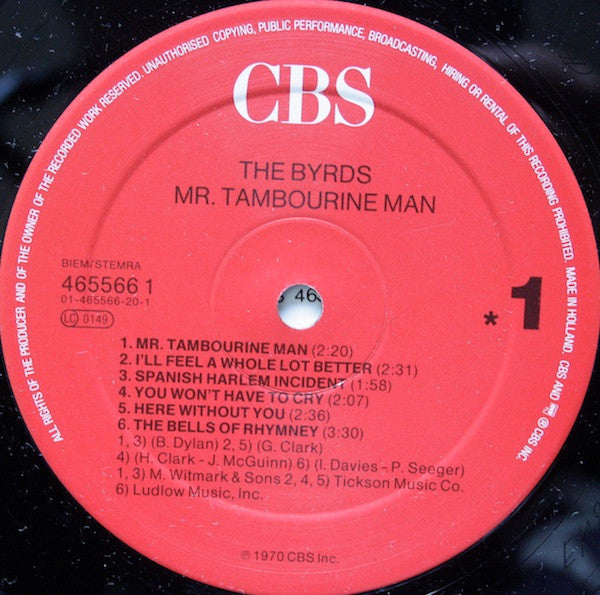 ALL RIGHTS OF THE PRODUCER AND OF THE OWNER OF THE RECORDED WORK RESERVED. UNAUTHORISED COPYING, PUBLIC PERFORMANCE, BROADCASTING, HIRING OR RENTAL OF THIS RECORDING PROHIBITED. MADE IN HOLLAND. CBS AND ℗ CBS INC.
CBS
THE BYRDS
MR. TAMBOURINE MAN
BIEM/STEMRA
465566 1
01-465566-20-1
LC 0149
* 1
1. MR. TAMBOURINE MAN (2:20)
2. I'LL FEEL A WHOLE LOT BETTER (2:31)
3. SPANISH HARLEM INCIDENT (1:58)
4. YOU WON'T HAVE TO CRY (2:07)
5. HERE WITHOUT YOU (2:36)
6. THE BELLS OF RHYMNEY (3:30)
1, 3) (B. Dylan) 2, 5) (G. Clark)
4) (H. Clark - J. McGuinn) 6) (I. Davies - P. Seeger)
1, 3) M. Witmark & Sons 2, 4, 5) Tickson Music Co.
6) Ludlow Music, Inc.
℗ 1970 CBS Inc.